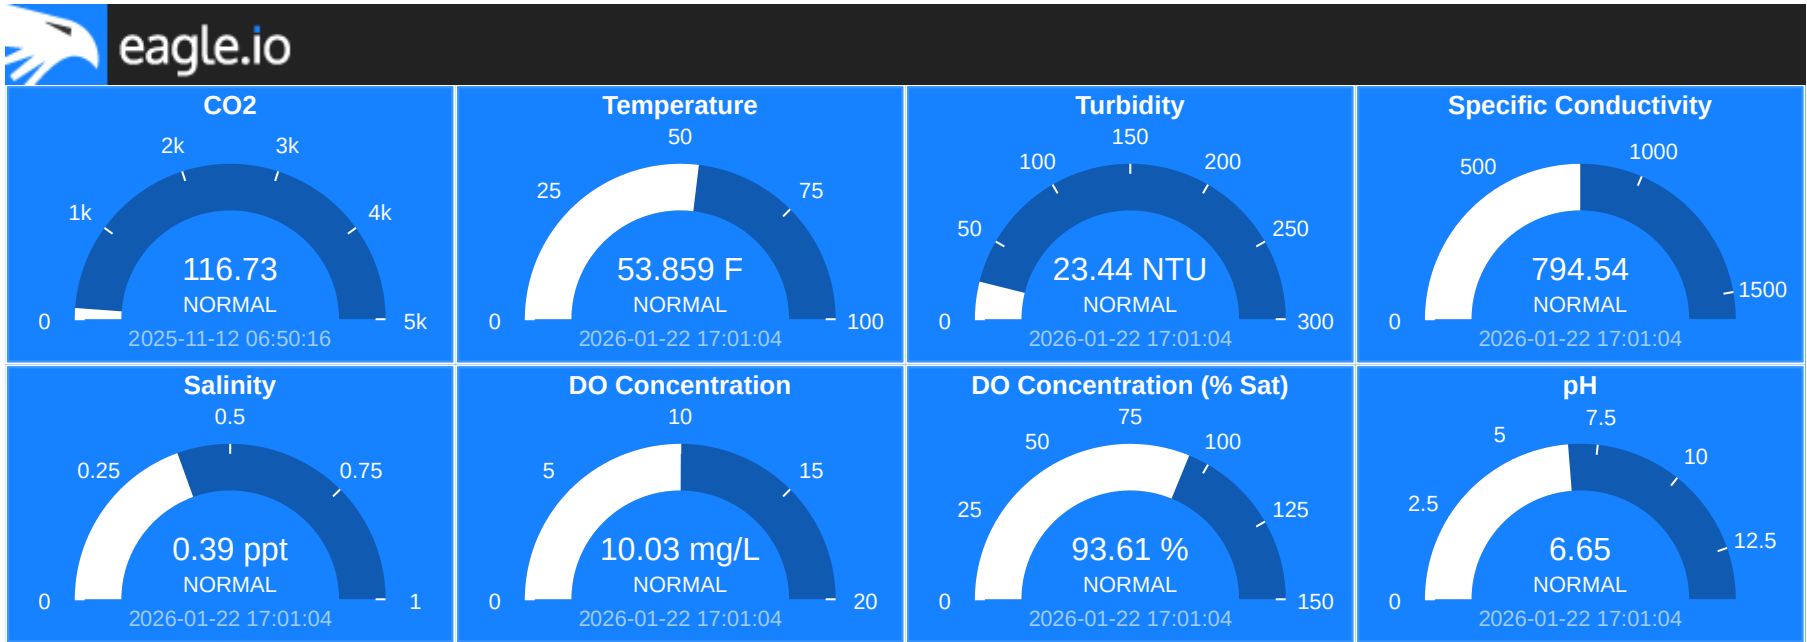 eagle.io
CO2
0
1k
2k
3k
4k
5k
116.73
NORMAL
2025-11-12 06:50:16
Temperature
0
25
50
75
100
53.859 F
NORMAL
2026-01-22 17:01:04
Turbidity
0
50
100
150
200
250
300
23.44 NTU
NORMAL
2026-01-22 17:01:04
Specific Conductivity
0
500
1000
1500
794.54
NORMAL
2026-01-22 17:01:04
Salinity
0
0.25
0.5
0.75
1
0.39 ppt
NORMAL
2026-01-22 17:01:04
DO Concentration
0
5
10
15
20
10.03 mg/L
NORMAL
2026-01-22 17:01:04
DO Concentration (% Sat)
0
25
50
75
100
125
150
93.61 %
NORMAL
2026-01-22 17:01:04
pH
0
2.5
5
7.5
10
12.5
6.65
NORMAL
2026-01-22 17:01:04